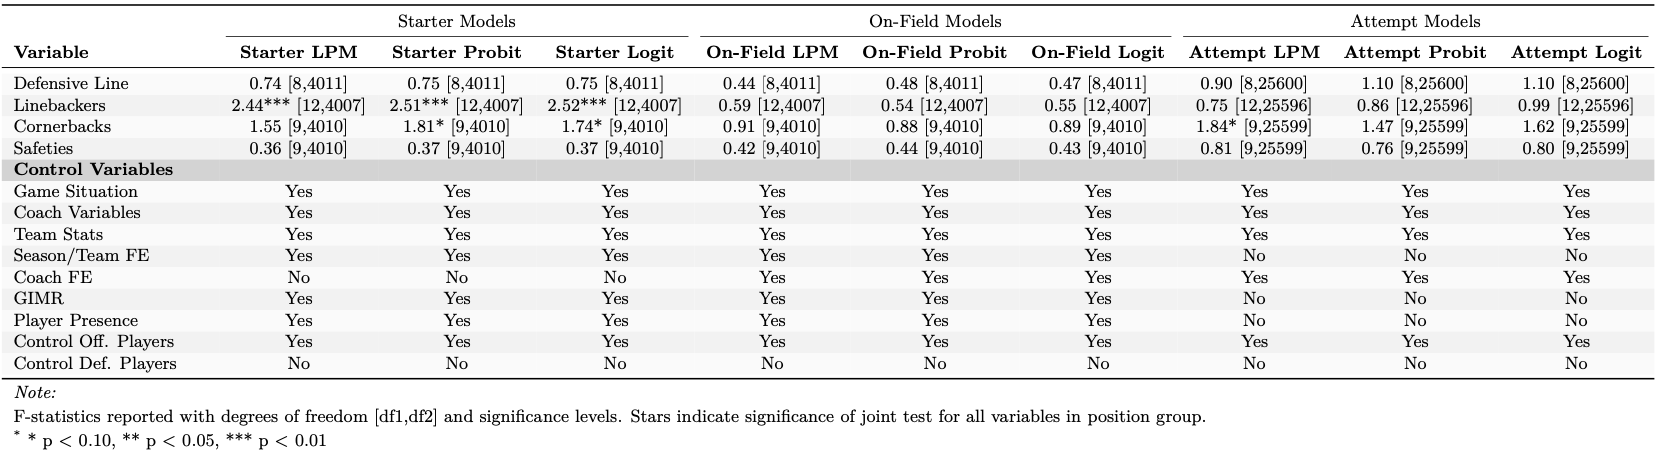 Starter Models On-Field Models Attempt Models
Variable Starter LPM Starter Probit Starter Logit On-Field LPM On-Field Probit On-Field Logit Attempt LPM Attempt Probit Attempt Logit
Defensive Line 0.74 [8,4011] 0.75 [8,4011] 0.75 [8,4011] 0.44 [8,4011] 0.48 [8,4011] 0.47 [8,4011] 0.90 [8,25600] 1.10 [8,25600] 1.10 [8,25600]
Linebackers 2.44*** [12,4007] 2.51*** [12,4007] 2.52*** [12,4007] 0.59 [12,4007] 0.54 [12,4007] 0.55 [12,4007] 0.75 [12,25596] 0.86 [12,25596] 0.99 [12,25596]
Cornerbacks 1.55 [9,4010] 1.81* [9,4010] 1.74* [9,4010] 0.91 [9,4010] 0.88 [9,4010] 0.89 [9,4010] 1.84* [9,25599] 1.47 [9,25599] 1.62 [9,25599]
Safeties 0.36 [9,4010] 0.37 [9,4010] 0.37 [9,4010] 0.42 [9,4010] 0.44 [9,4010] 0.43 [9,4010] 0.81 [9,25599] 0.76 [9,25599] 0.80 [9,25599]
Control Variables
Game Situation Yes Yes Yes Yes Yes Yes Yes Yes Yes
Coach Variables Yes Yes Yes Yes Yes Yes Yes Yes Yes
Team Stats Yes Yes Yes Yes Yes Yes Yes Yes Yes
Season/Team FE Yes Yes Yes Yes Yes Yes No No No
Coach FE No No No Yes Yes Yes Yes Yes Yes
GIMR Yes Yes Yes Yes Yes Yes No No No
Player Presence Yes Yes Yes Yes Yes Yes No No No
Control Off. Players Yes Yes Yes Yes Yes Yes Yes Yes Yes
Control Def. Players No No No No No No No No No
Note:
F-statistics reported with degrees of freedom [df1,df2] and significance levels. Stars indicate significance of joint test for all variables in position group.
* * p < 0.10, ** p < 0.05, *** p < 0.01